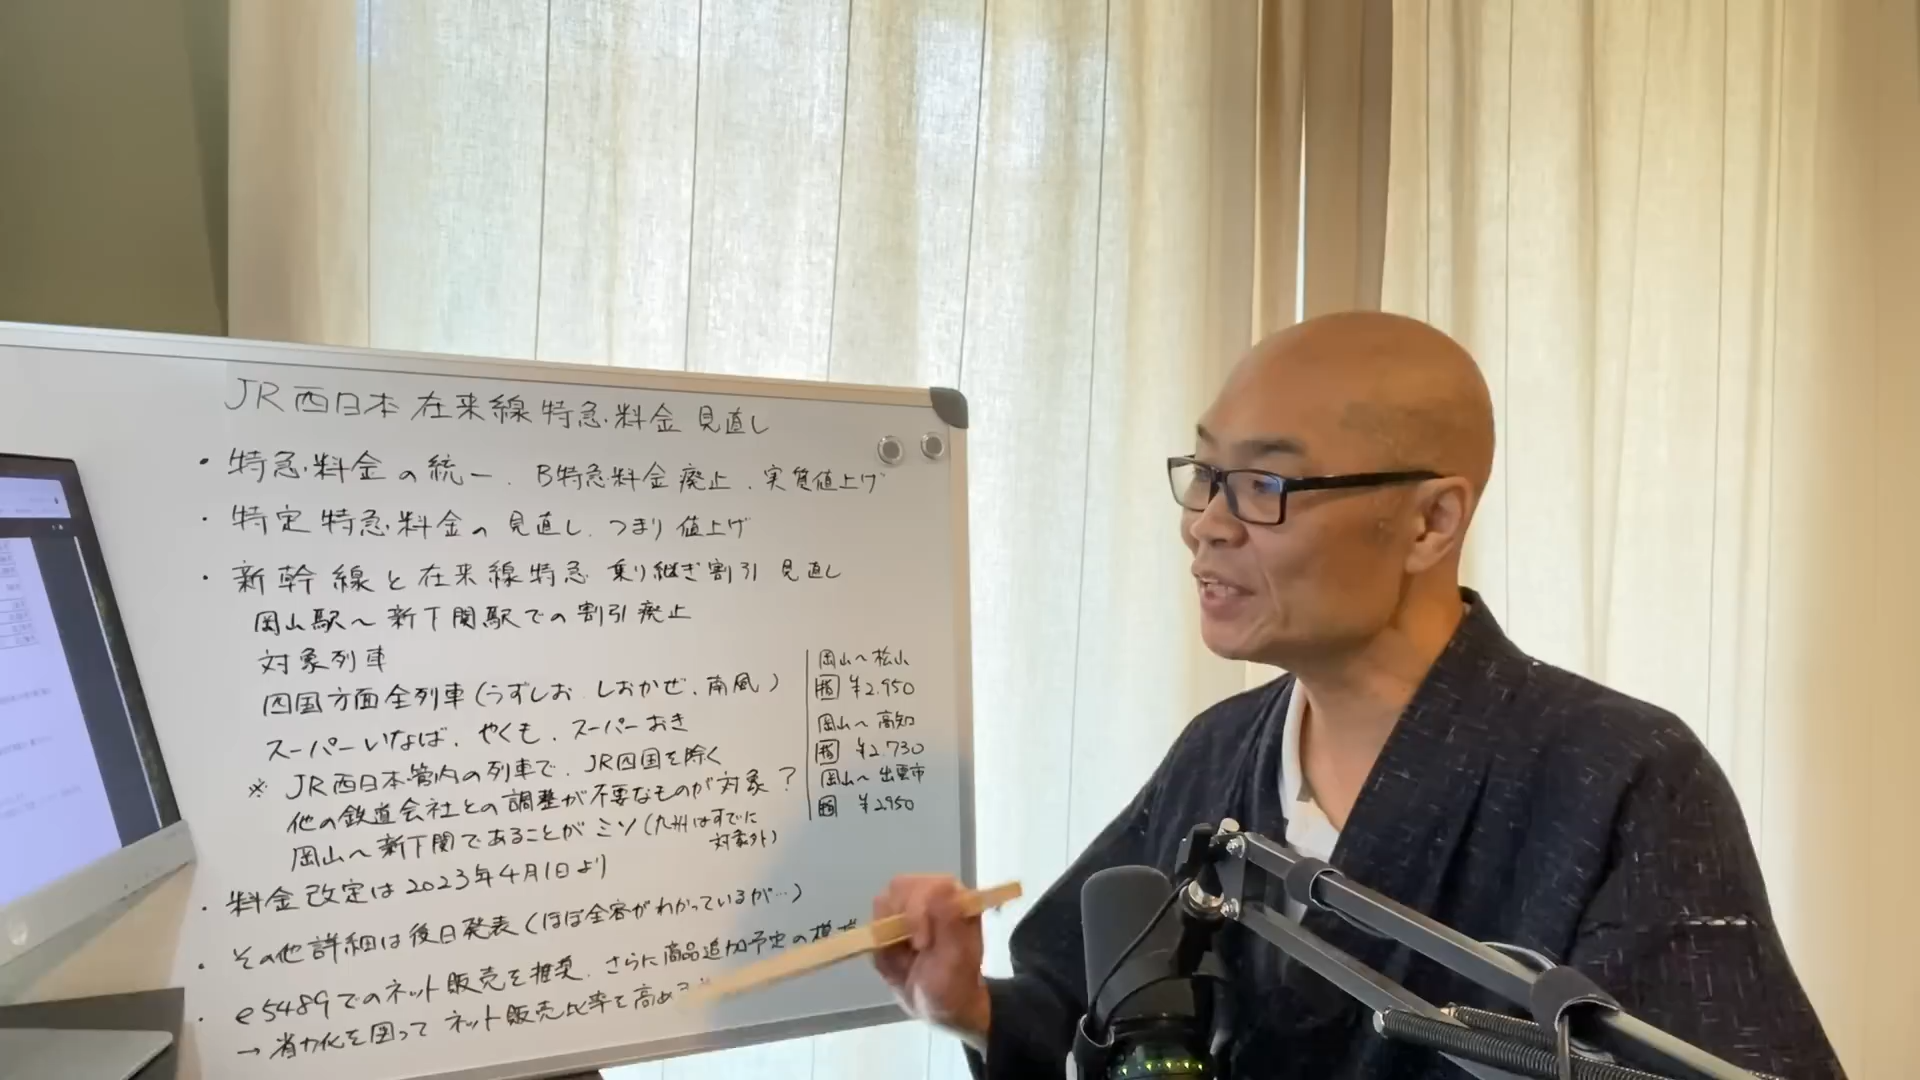 JR西日本 在来線 特急料金 見直し
・特急料金の統一、B特急料金廃止、実質値上げ
・特定特急料金の見直し、つまり値上げ
・新幹線と在来線特急 乗り継ぎ割引 見直し
岡山駅～新下関駅での割引廃止
対象列車
四国方面全列車(うずしお、しおかぜ、南風)
スーパーいなば、やくも、スーパーおき
※JR西日本管内の列車で、JR四国を除く
他の鉄道会社との調整が不要なものが対象？
岡山～新下関であることがミソ(九州はすでに
対象外)
岡山～松山
指 ¥2.950
岡山～高知
指 ¥2.730
岡山～出雲市
指 ¥2950
・料金改定は2023年4月1日より
・その他詳細は後日発表(ほぼ全容がわかっているが…)
・e5489でのネット販売を推奨、さらに商品追加予定の模様
→省力化を図ってネット販売比率を高める